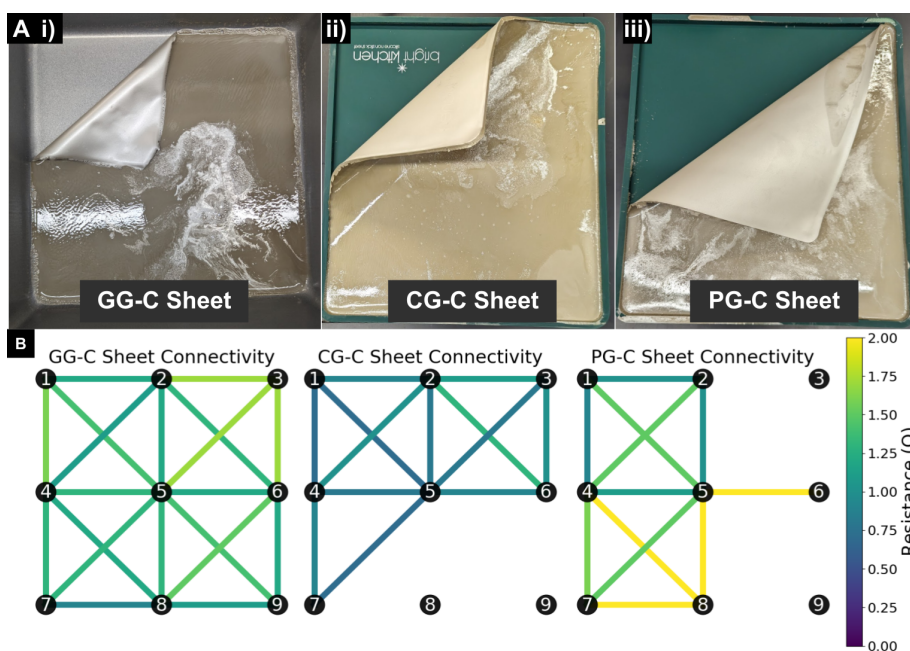 A i)
ii)
iii)
bright kitchen
silicone nonstick sheet
GG-C Sheet
CG-C Sheet
PG-C Sheet
B
GG-C Sheet Connectivity
CG-C Sheet Connectivity
PG-C Sheet Connectivity
1 2 3
4 5 6
7 8 9
1 2 3
4 5 6
7 8 9
1 2 3
4 5 6
7 8 9
2.00
1.75
1.50
1.25
1.00
0.75
0.50
0.25
0.00
Resistance (Ω)